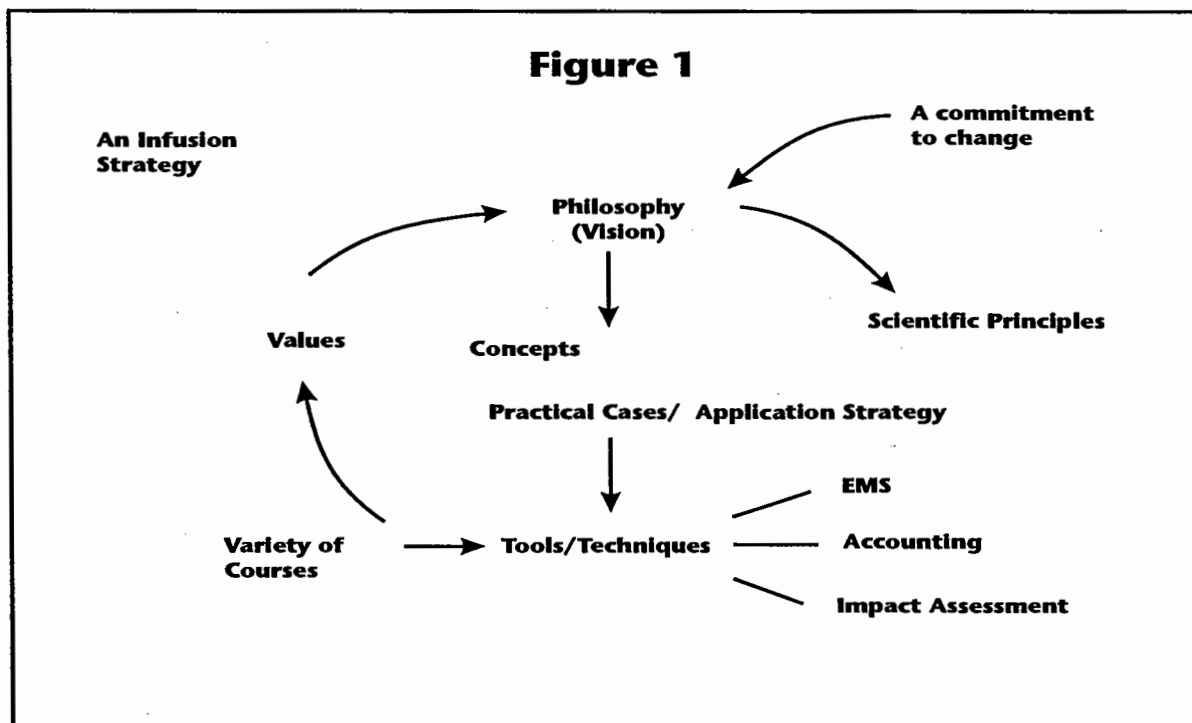 Figure 1
An Infusion
Strategy
A commitment
to change
Philosophy
(Vision)
Scientific Principles
Values
Concepts
Practical Cases/ Application Strategy
EMS
Variety of
Courses
Tools/Techniques
Accounting
Impact Assessment